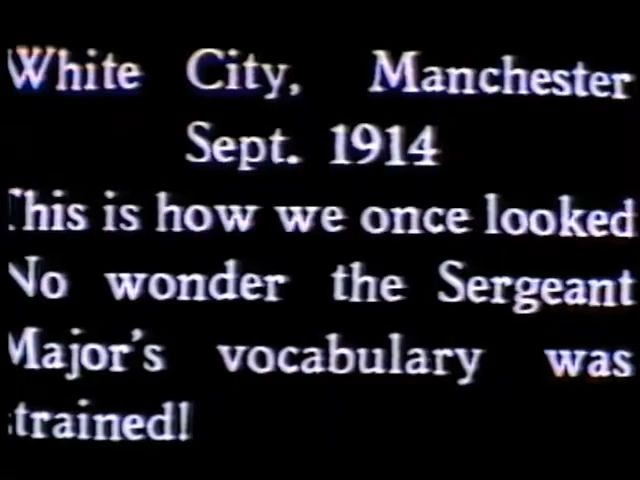 White City, Manchester
Sept. 1914
This is how we once looked
No wonder the Sergeant
Major's vocabulary was
strained!